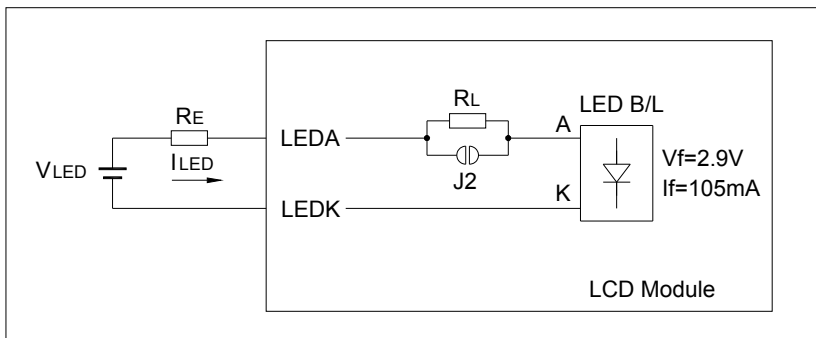 VLED
RE
ILED
LEDA
LEDK
RL
J2
A
K
LED B/L
Vf=2.9V
If=105mA
LCD Module